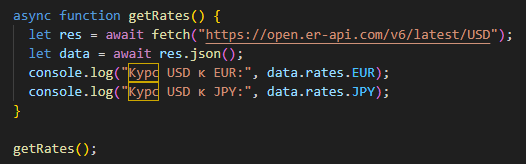 async function getRates() {
let res = await fetch("https://open.er-api.com/v6/latest/USD");
let data = await res.json();
console.log("Курс USD к EUR:", data.rates.EUR);
console.log("Курс USD к JPY:", data.rates.JPY);
}
getRates();